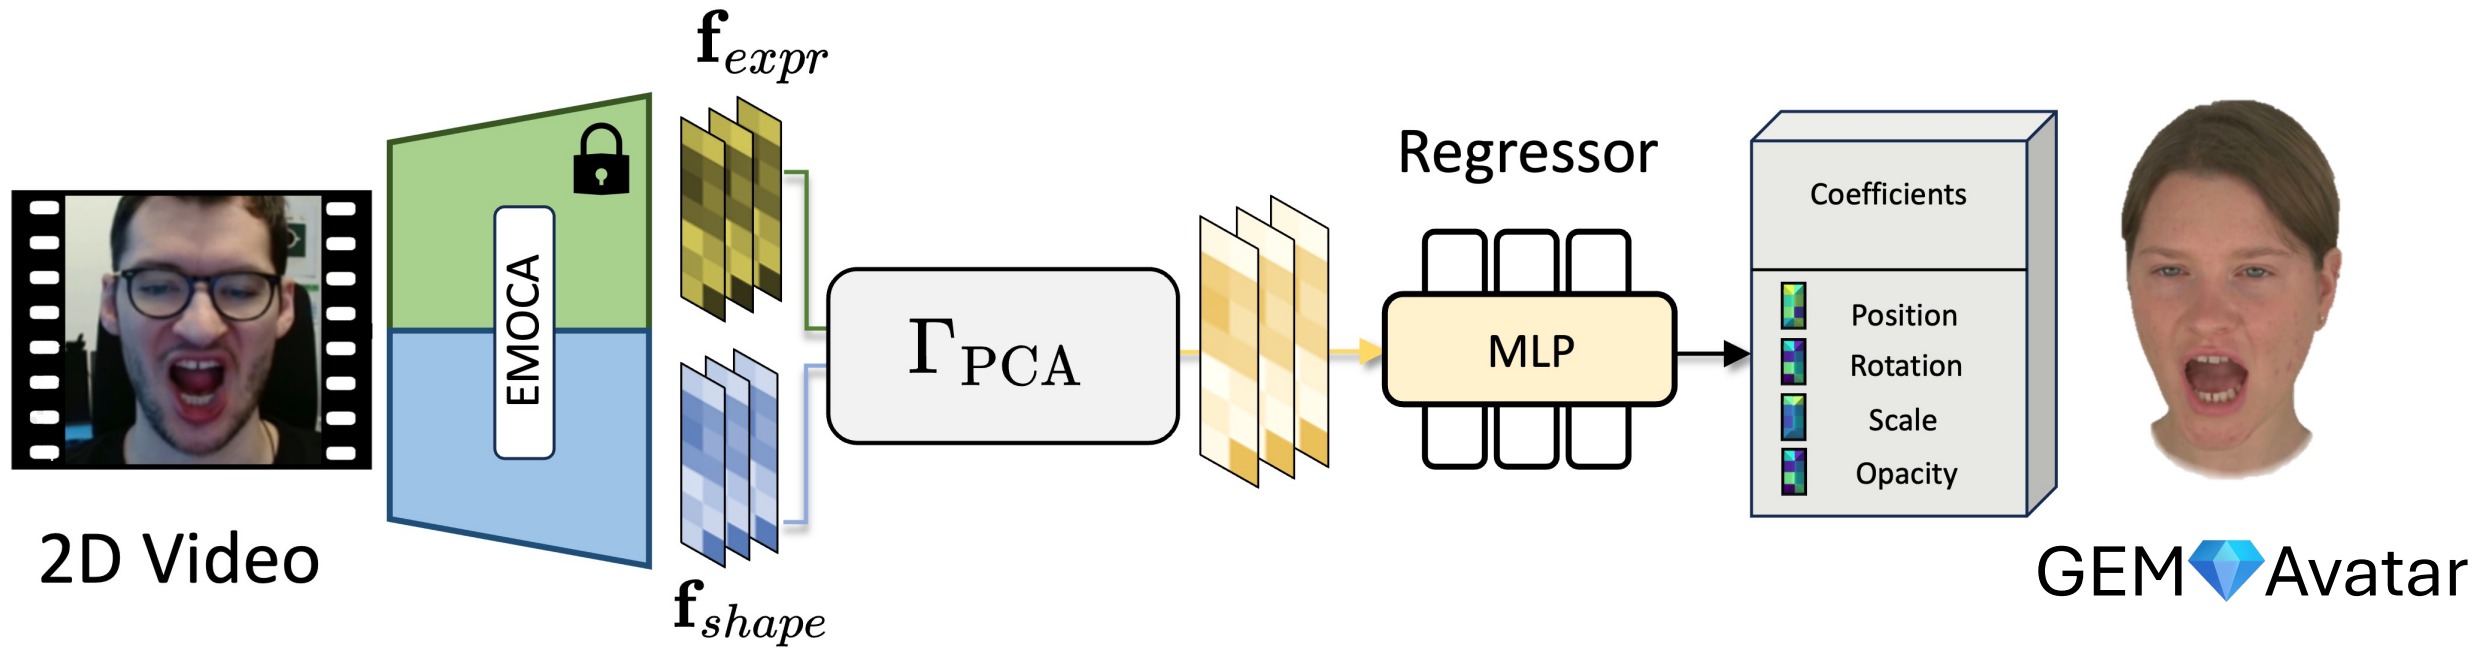 2D Video
EMOCA
f_expr
f_shape
Γ_PCA
Regressor
MLP
Coefficients
Position
Rotation
Scale
Opacity
GEM Avatar